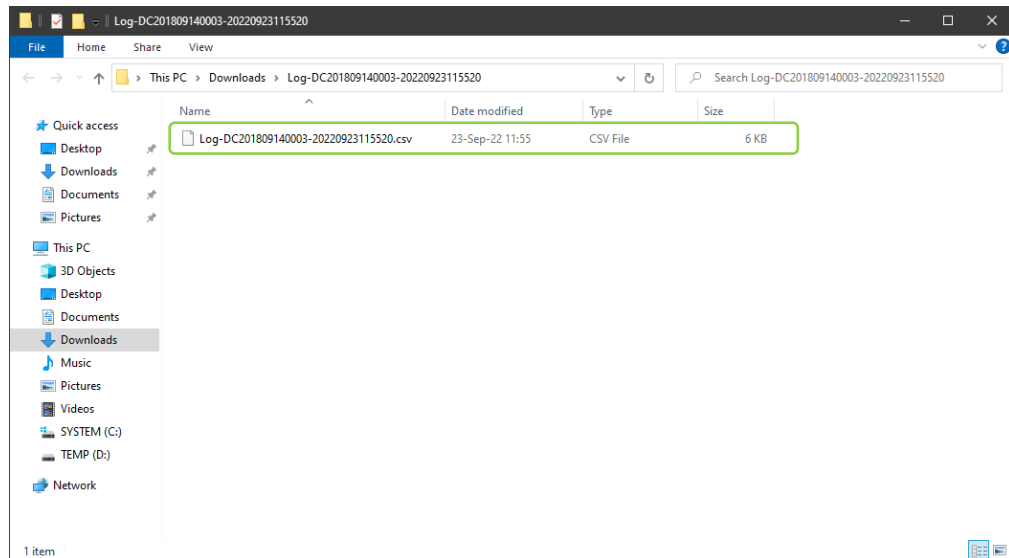 Log-DC201809140003-20220923115520
File Home Share View
This PC > Downloads > Log-DC201809140003-20220923115520
Search Log-DC201809140003-20220923115520
Name Date modified Type Size
Log-DC201809140003-20220923115520.csv 23-Sep-22 11:55 CSV File 6 KB
Quick access
Desktop
Downloads
Documents
Pictures
This PC
3D Objects
Desktop
Documents
Downloads
Music
Pictures
Videos
SYSTEM (C:)
TEMP (D:)
Network
1 item